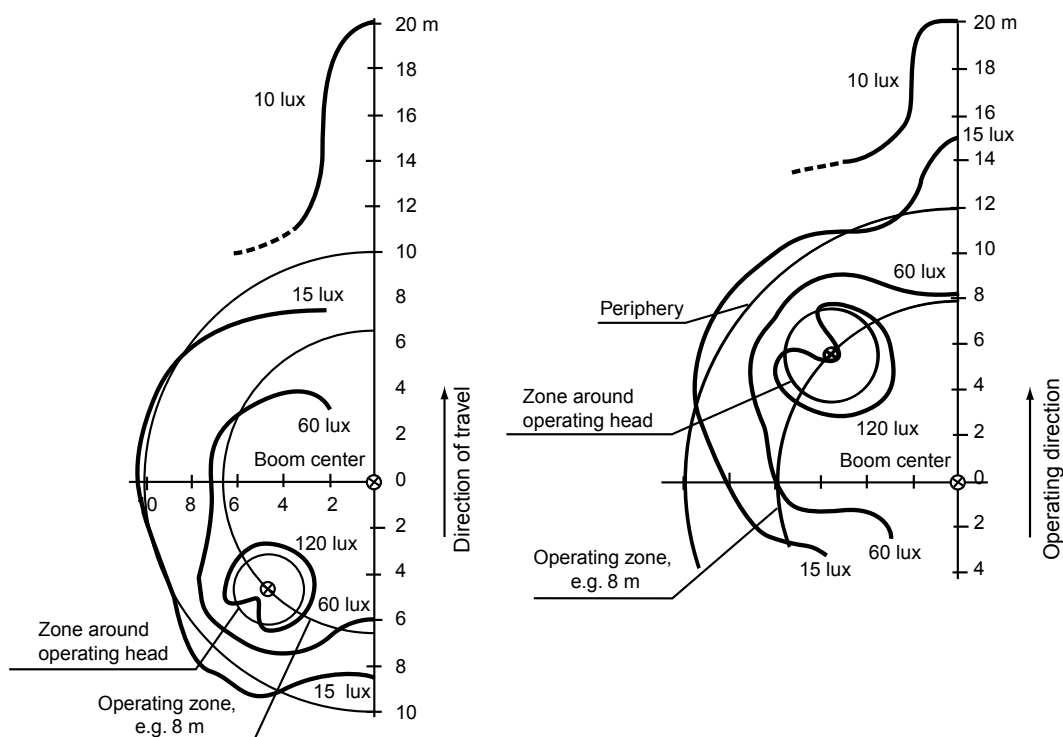 20 m
18
10 lux
16
14
12
10
15 lux
8
6
4
60 lux
2
Boom center
0
10
8
6
4
2
2
120 lux
4
60 lux
6
Zone around
operating head
8
15 lux
Operating zone,
e.g. 8 m
10
Direction of travel
20 m
10 lux
18
16
15 lux
14
12
10
60 lux
Periphery
8
6
Zone around
operating head
4
120 lux
2
Boom center
0
2
Operating zone,
e.g. 8 m
60 lux
15 lux
4
Operating direction